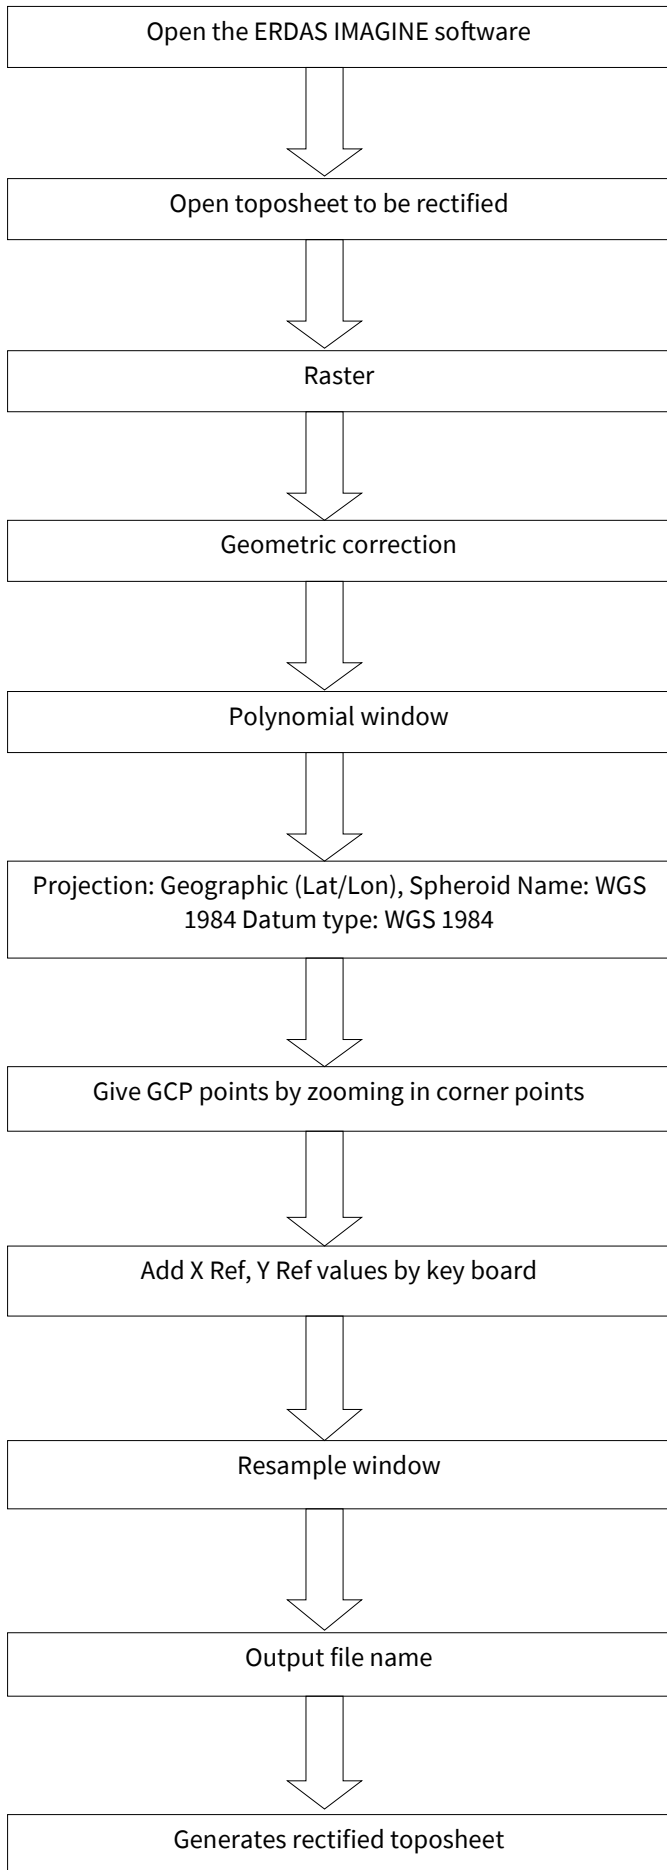 Open the ERDAS IMAGINE software
Open toposheet to be rectified
Raster
Geometric correction
Polynomial window
Projection: Geographic (Lat/Lon), Spheroid Name: WGS
1984 Datum type: WGS 1984
Give GCP points by zooming in corner points
Add X Ref, Y Ref values by key board
Resample window
Output file name
Generates rectified toposheet